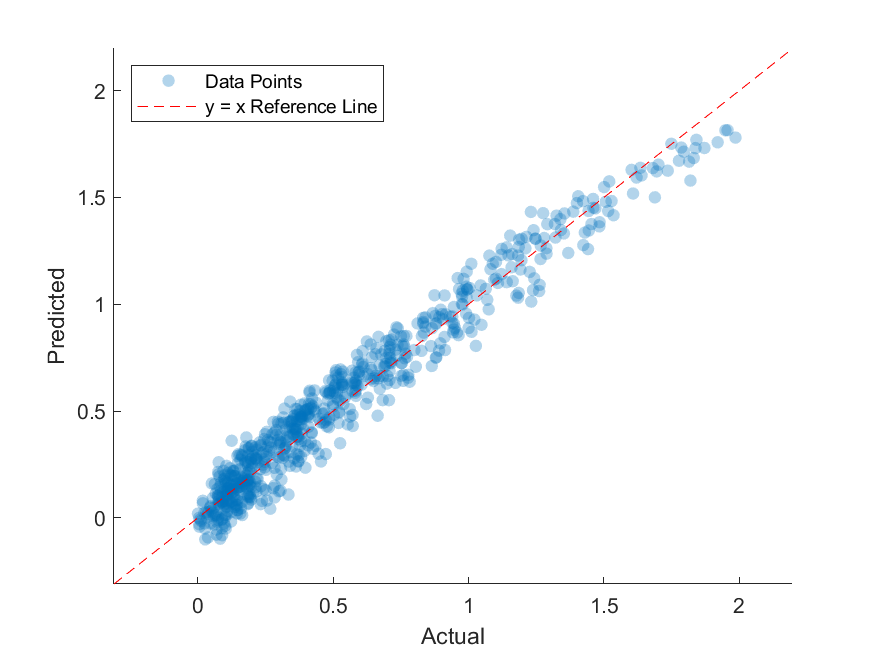 Data Points
y = x Reference Line
2
1.5
1
0.5
0
Predicted
0
0.5
1
1.5
2
Actual